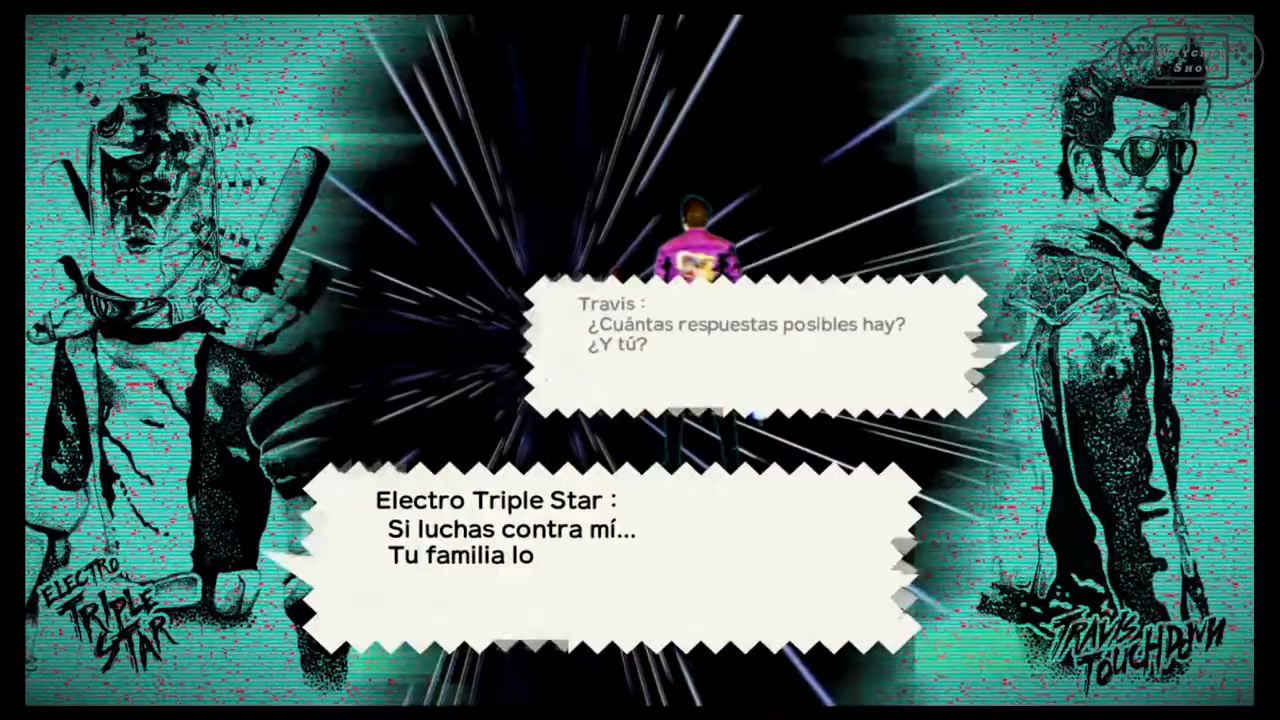 Travis :
¿Cuántas respuestas posibles hay?
¿Y tú?
Electro Triple Star :
Si luchas contra mí...
Tu familia lo
ELECTRO
TRIPLE
STAR
TRAVIS
TOUCHDOWN